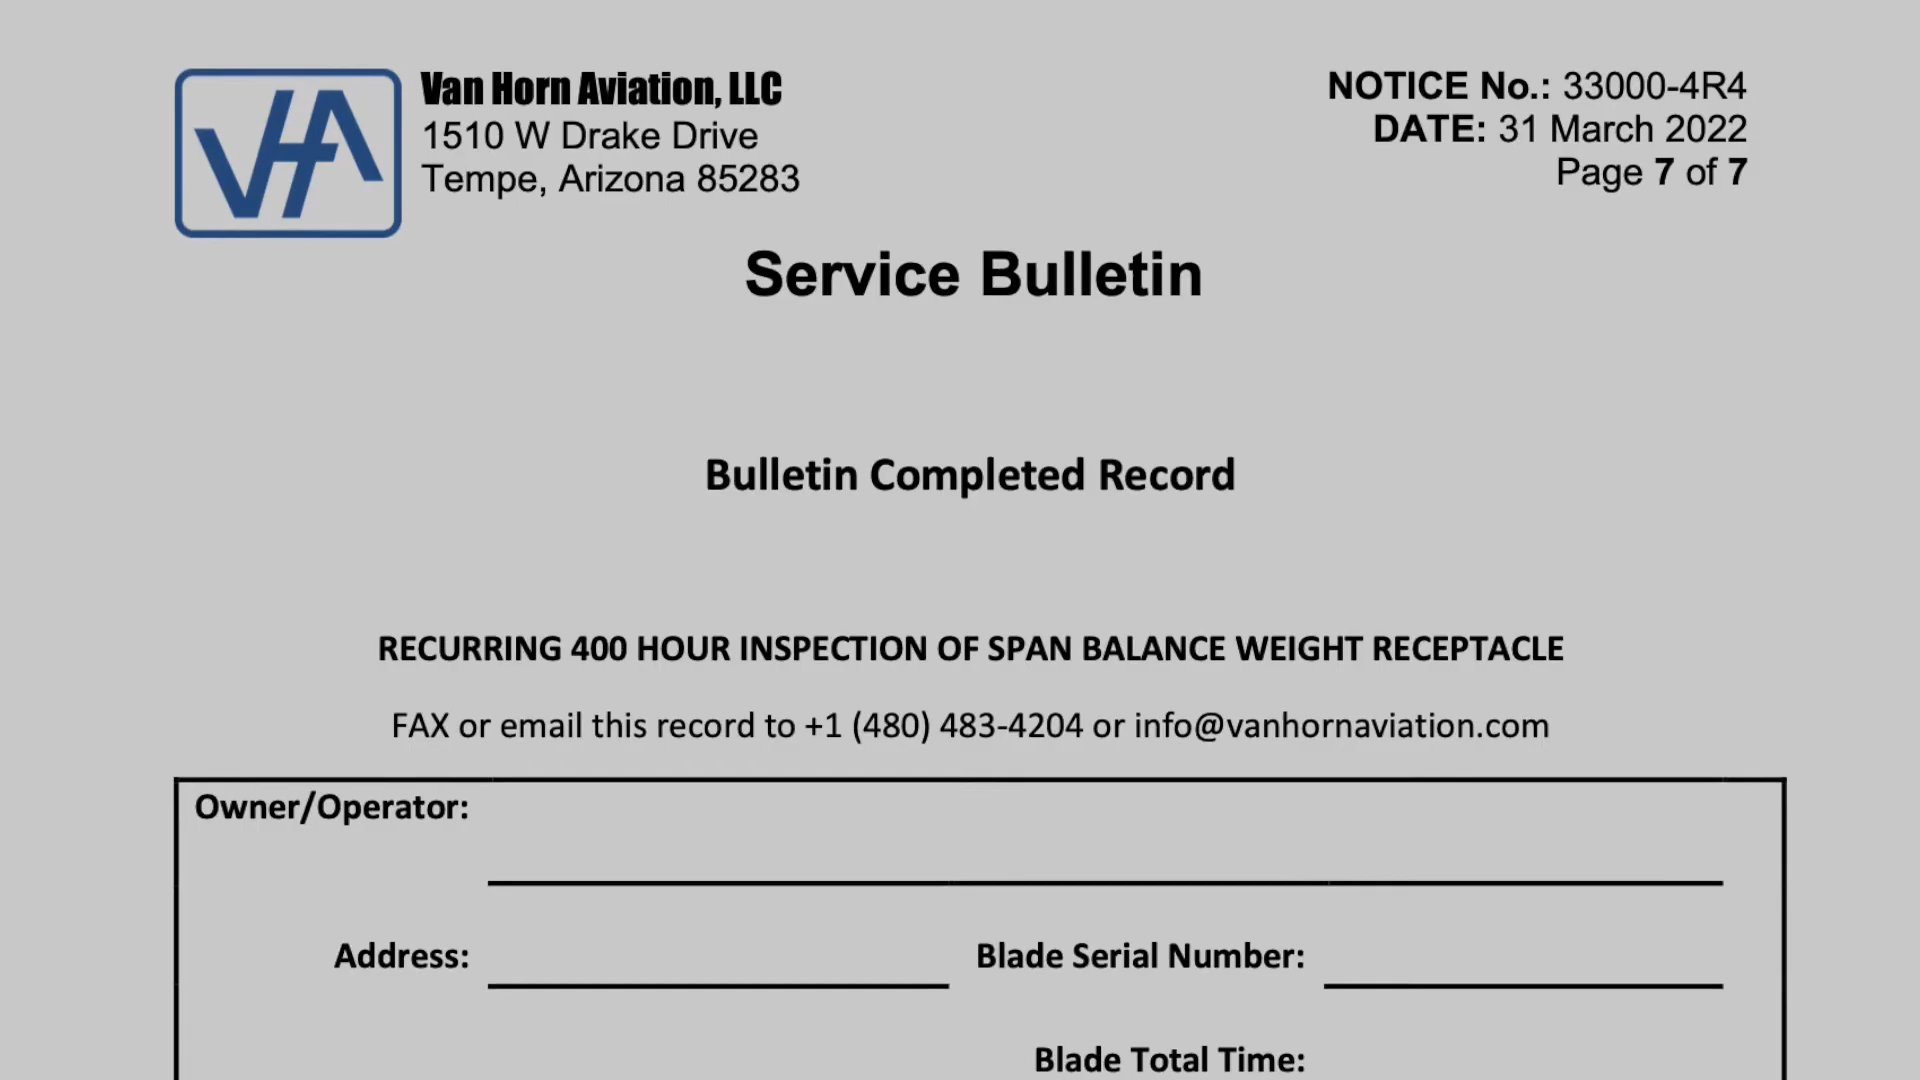 VHA
Van Horn Aviation, LLC
1510 W Drake Drive
Tempe, Arizona 85283
NOTICE No.: 33000-4R4
DATE: 31 March 2022
Page 7 of 7
Service Bulletin
Bulletin Completed Record
RECURRING 400 HOUR INSPECTION OF SPAN BALANCE WEIGHT RECEPTACLE
FAX or email this record to +1 (480) 483-4204 or info@vanhornaviation.com
Owner/Operator:
Address:
Blade Serial Number:
Blade Total Time: